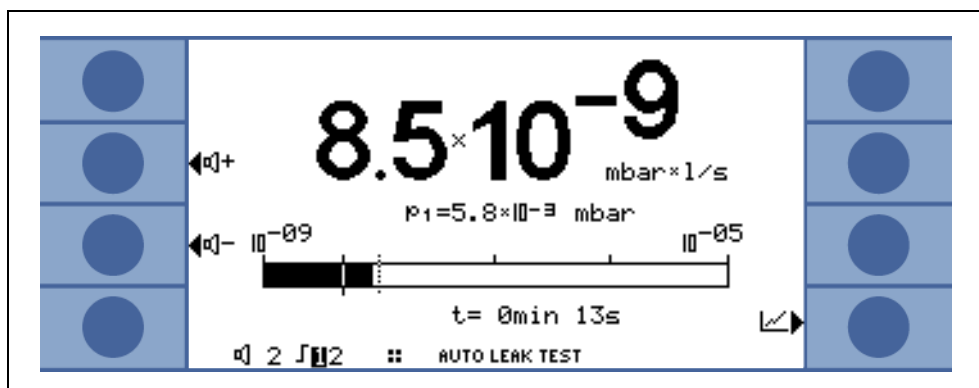 8.5×10⁻⁹
mbar×l/s
p₁=5.8×10⁻³ mbar
+
- 10⁻⁰⁹ 10⁻⁰⁵
t= 0min 13s
2 12 AUTO LEAK TEST